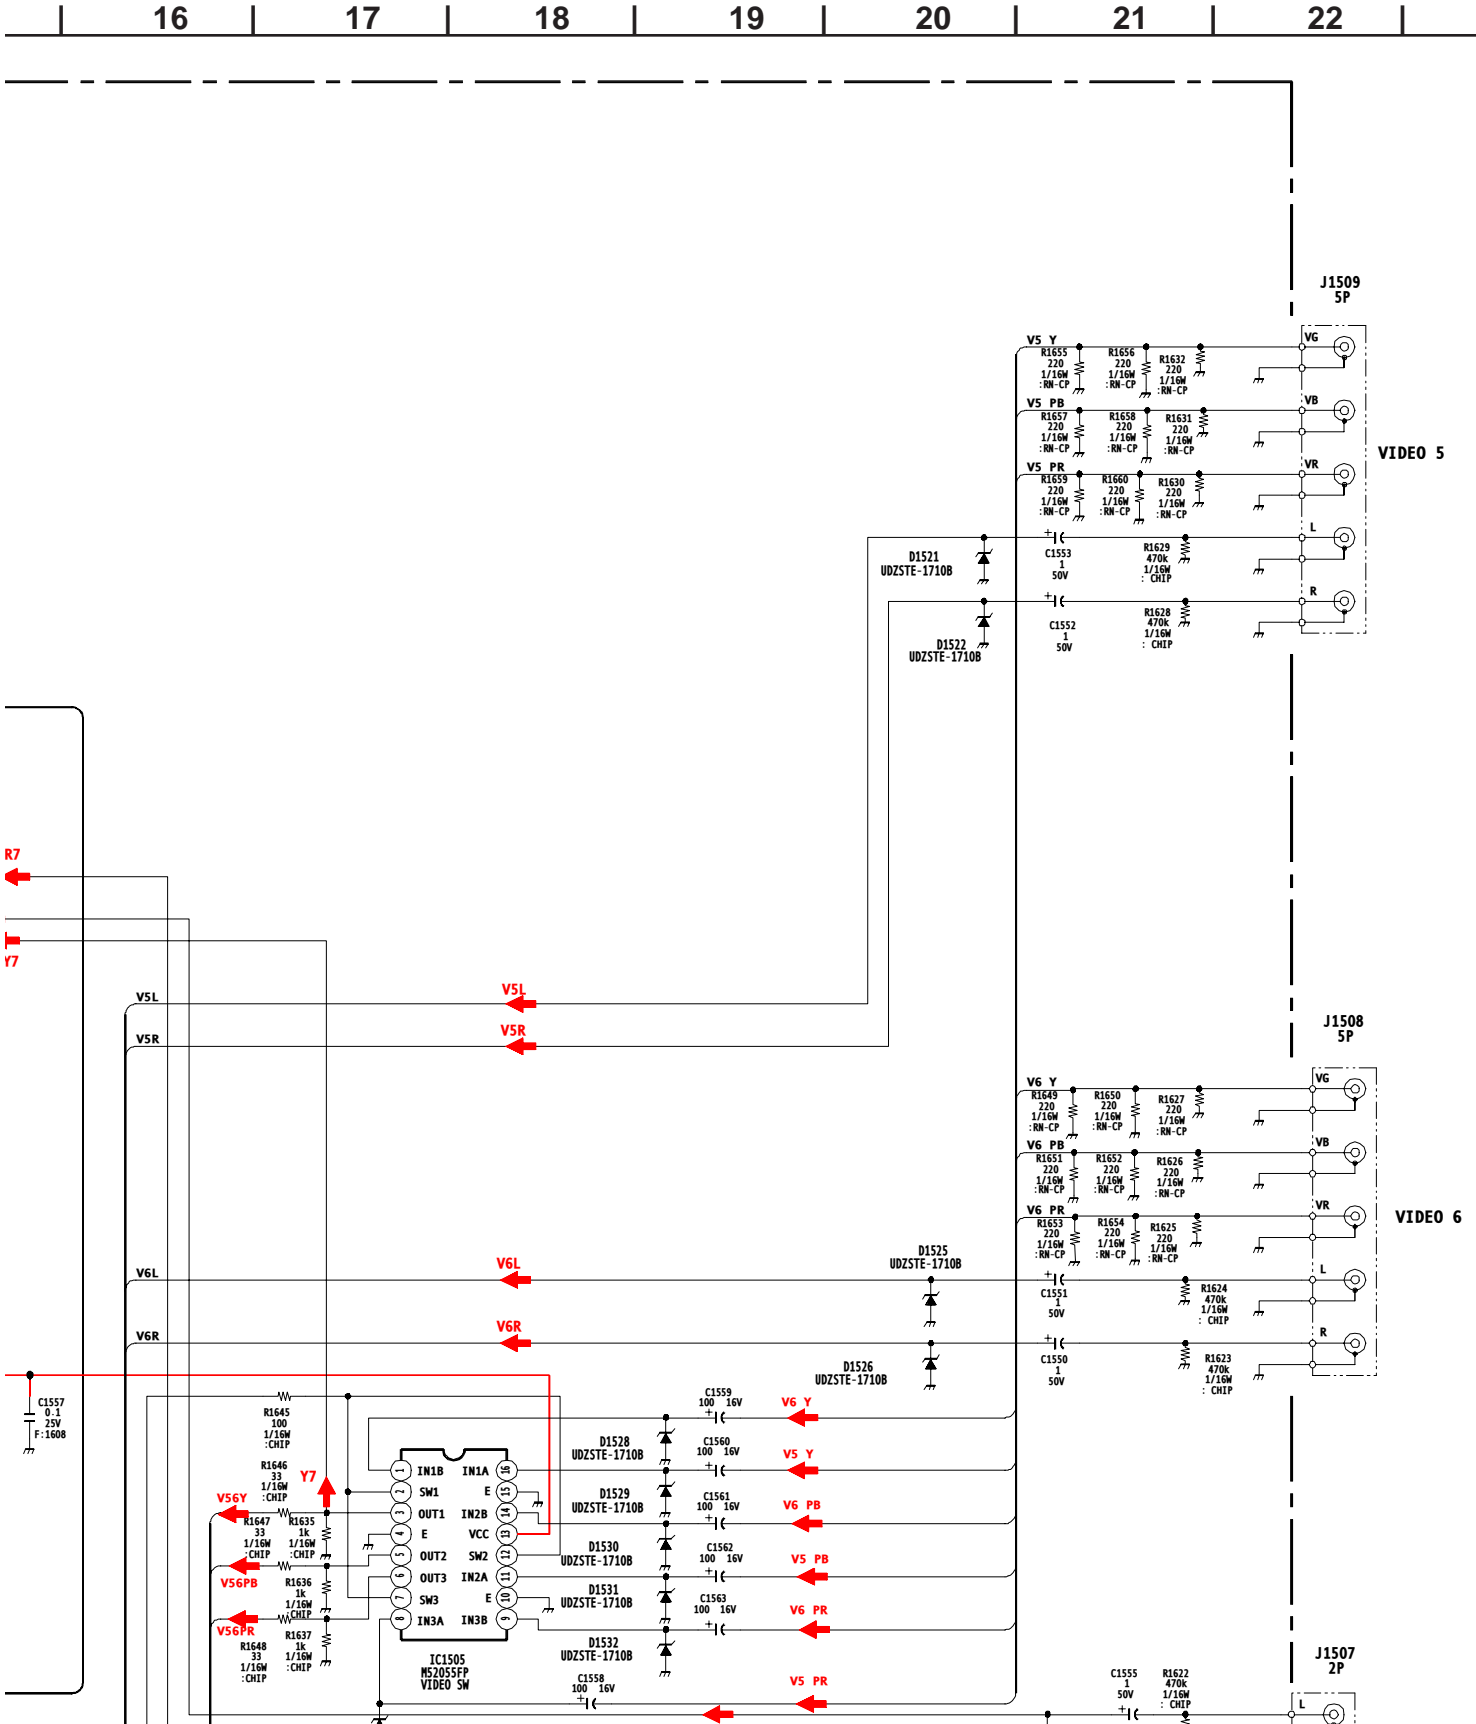 16 17 18 19 20 21 22
J1509
5P
V5 Y
VG
R1655
220
1/16W
:RN-CP
R1656
220
1/16W
:RN-CP
R1632
220
1/16W
:RN-CP
V5 PB
VB
R1657
220
1/16W
:RN-CP
R1658
220
1/16W
:RN-CP
R1631
220
1/16W
:RN-CP
VIDEO 5
V5 PR
VR
R1659
220
1/16W
:RN-CP
R1660
220
1/16W
:RN-CP
R1630
220
1/16W
:RN-CP
L
D1521
UDZSTE-1710B
+
C1553
1
50V
R1629
470k
1/16W
: CHIP
R
D1522
UDZSTE-1710B
+
C1552
1
50V
R1628
470k
1/16W
: CHIP
R7
Y7
V5L
V5L
V5R
V5R
J1508
5P
V6 Y
VG
R1649
220
1/16W
:RN-CP
R1650
220
1/16W
:RN-CP
R1627
220
1/16W
:RN-CP
V6 PB
VB
R1651
220
1/16W
:RN-CP
R1652
220
1/16W
:RN-CP
R1626
220
1/16W
:RN-CP
V6 PR
VR
VIDEO 6
R1653
220
1/16W
:RN-CP
R1654
220
1/16W
:RN-CP
R1625
220
1/16W
:RN-CP
V6L
V6L
D1525
UDZSTE-1710B
+
C1551
1
50V
R1624
470k
1/16W
: CHIP
L
V6R
V6R
D1526
UDZSTE-1710B
+
C1550
1
50V
R1623
470k
1/16W
: CHIP
R
C1557
0.1
25V
F:1608
R1645
100
1/16W
:CHIP
C1559
100 16V
+
V6 Y
D1528
UDZSTE-1710B
C1560
100 16V
+
V5 Y
R1646
33
1/16W
:CHIP
Y7
V56Y
D1529
UDZSTE-1710B
C1561
100 16V
+
V6 PB
R1647
33
1/16W
:CHIP
R1635
1k
1/16W
:CHIP
D1530
UDZSTE-1710B
C1562
100 16V
+
V5 PB
V56PB
R1636
1k
1/16W
:CHIP
D1531
UDZSTE-1710B
C1563
100 16V
+
V6 PR
V56PR
R1648
33
1/16W
:CHIP
R1637
1k
1/16W
:CHIP
D1532
UDZSTE-1710B
1 IN1B IN1A 16
2 SW1 E 15
3 OUT1 IN2B 14
4 E VCC 13
5 OUT2 SW2 12
6 OUT3 IN2A 11
7 SW3 E 10
8 IN3A IN3B 9
IC1505
M52055FP
VIDEO SW
C1558
100 16V
+
V5 PR
C1555
1
50V
+
R1622
470k
1/16W
: CHIP
J1507
2P
L